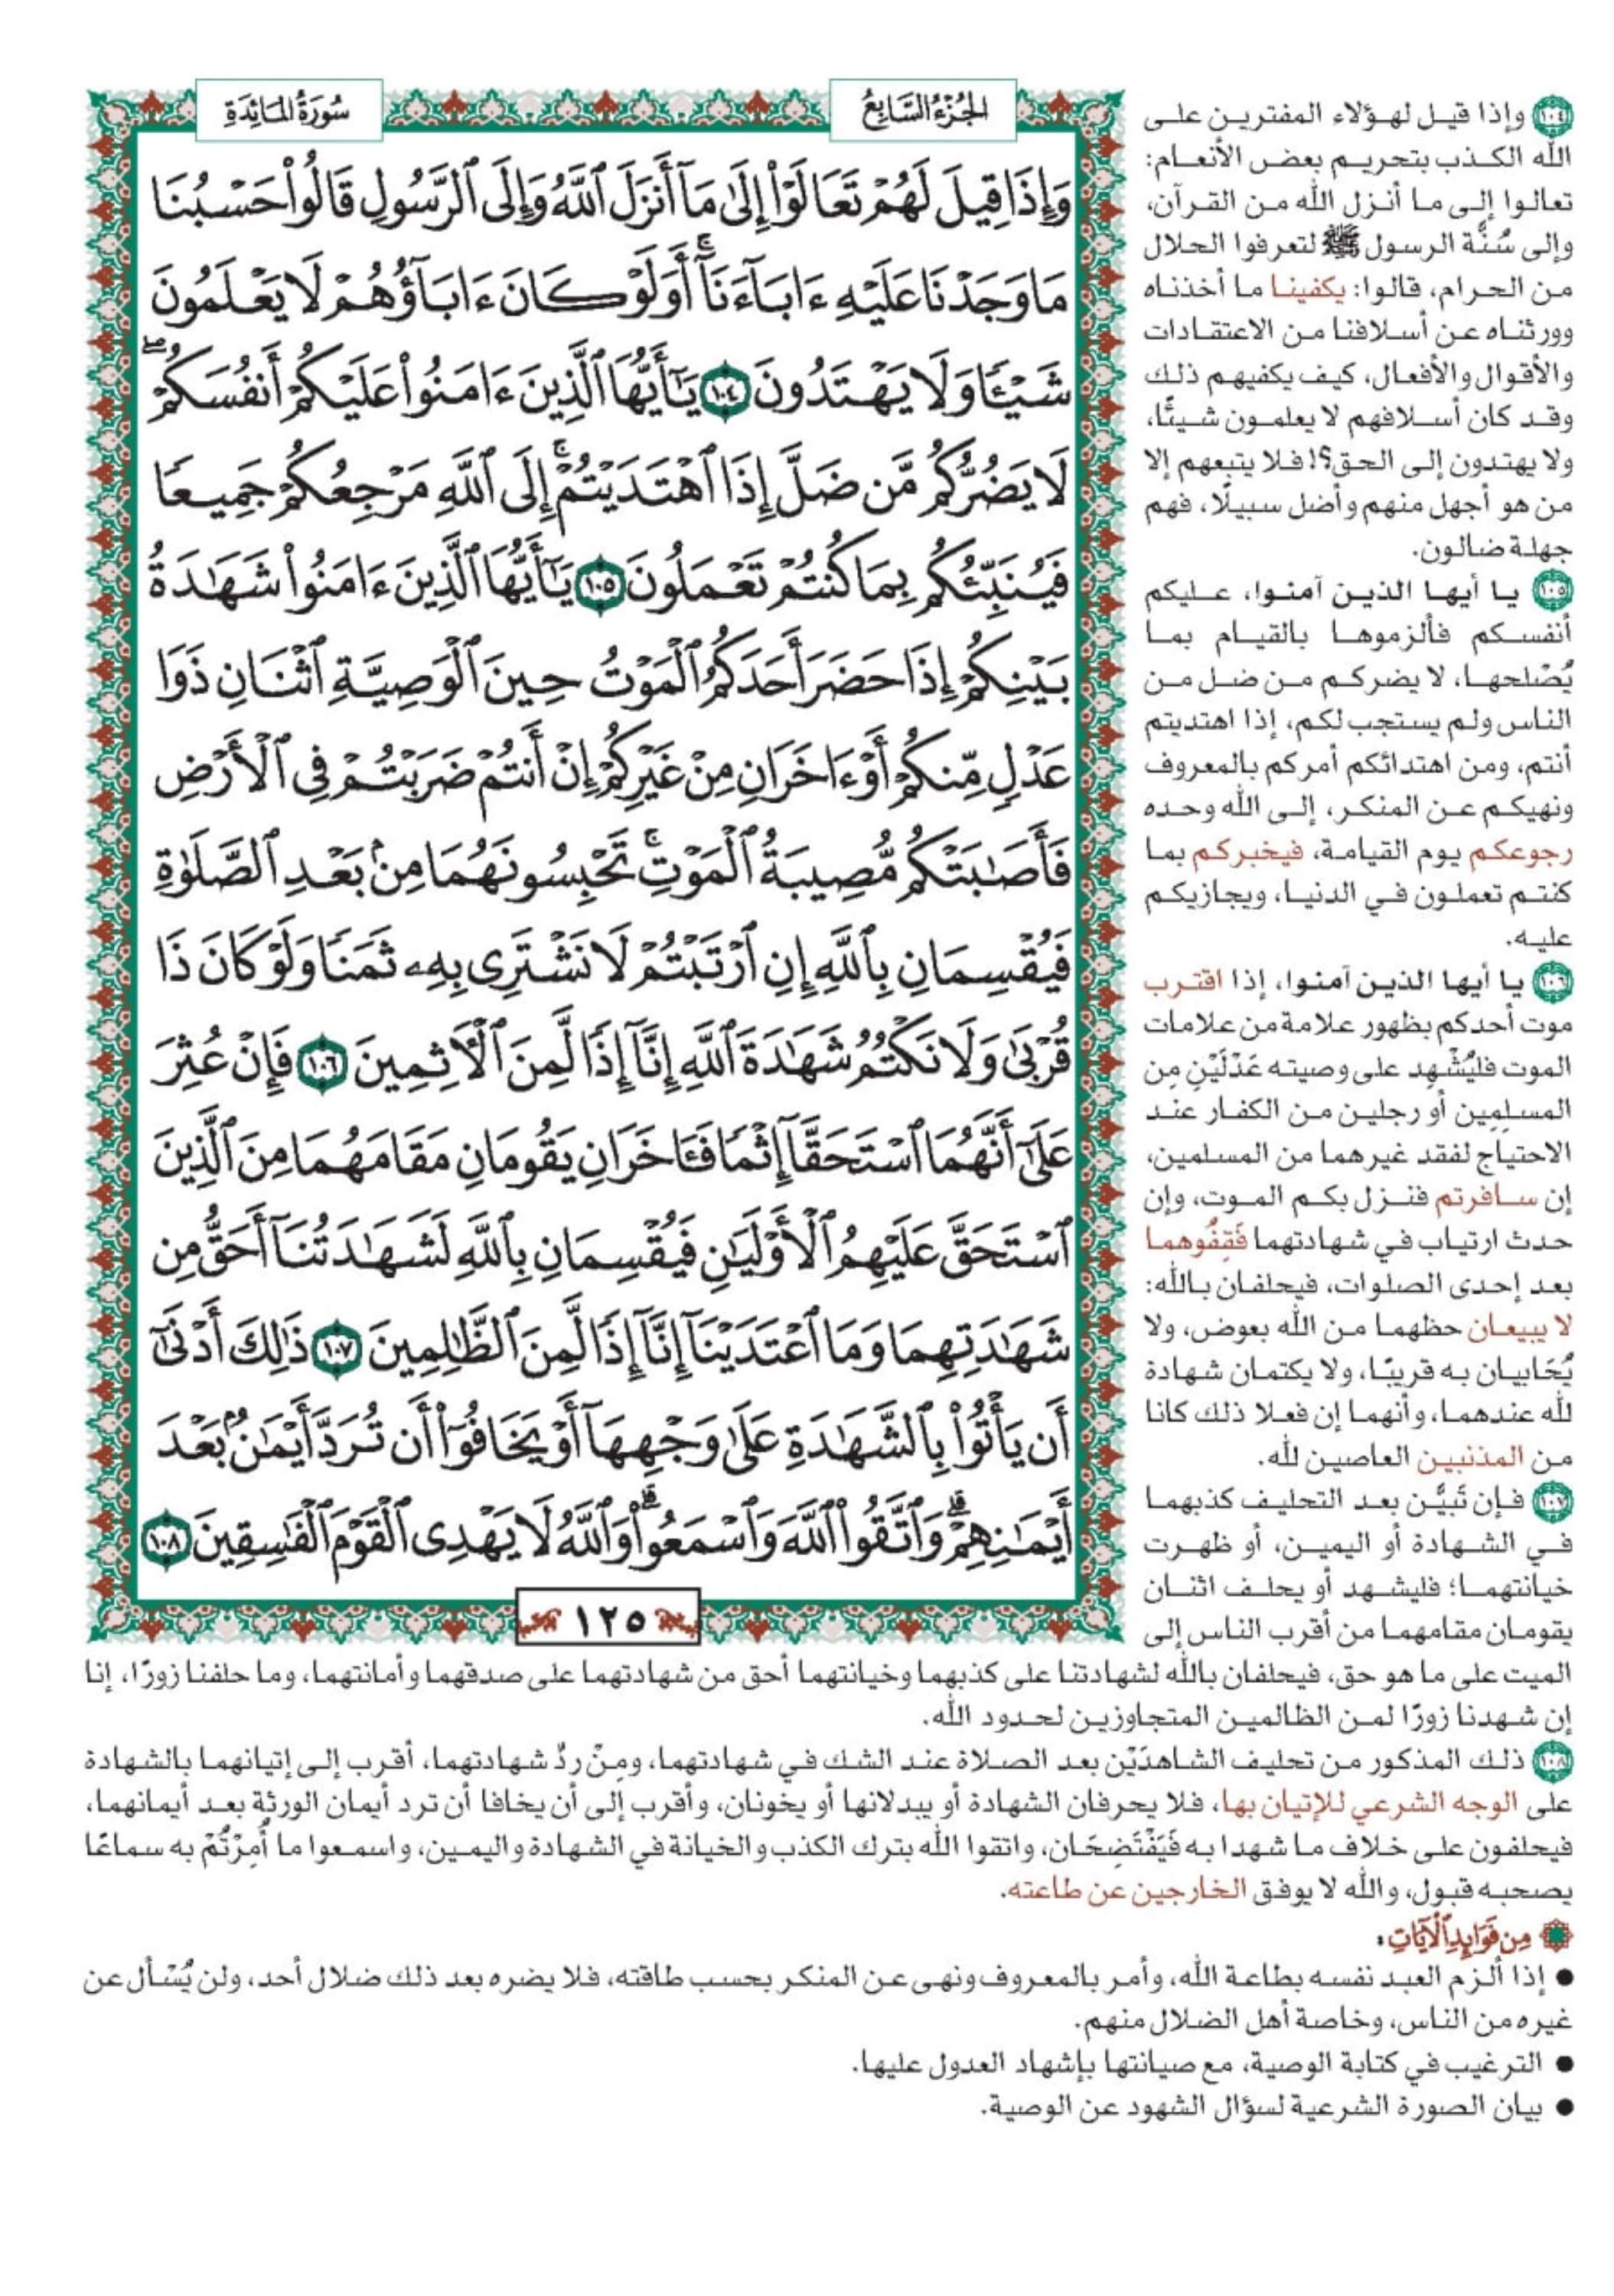 الجُزْءُ السَّابِعُ
سُورَةُ المَائِدَةِ
وَإِذَا قِيلَ لَهُمْ تَعَالَوْا۟ إِلَىٰ مَآ أَنزَلَ ٱللَّهُ وَإِلَى ٱلرَّسُولِ قَالُوا۟ حَسْبُنَا
مَا وَجَدْنَا عَلَيْهِ ءَابَآءَنَآ ۚ أَوَلَوْ كَانَ ءَابَآؤُهُمْ لَا يَعْلَمُونَ
شَيْـًٔا وَلَا يَهْتَدُونَ ١٠٤ يَـٰٓأَيُّهَا ٱلَّذِينَ ءَامَنُوا۟ عَلَيْكُمْ أَنفُسَكُمْ ۖ
لَا يَضُرُّكُم مَّن ضَلَّ إِذَا ٱهْتَدَيْتُمْ ۚ إِلَى ٱللَّهِ مَرْجِعُكُمْ جَمِيعًا
فَيُنَبِّئُكُم بِمَا كُنتُمْ تَعْمَلُونَ ١٠٥ يَـٰٓأَيُّهَا ٱلَّذِينَ ءَامَنُوا۟ شَهَـٰدَةُ
بَيْنِكُمْ إِذَا حَضَرَ أَحَدَكُمُ ٱلْمَوْتُ حِينَ ٱلْوَصِيَّةِ ٱثْنَانِ ذَوَا
عَدْلٍ مِّنكُمْ أَوْ ءَاخَرَانِ مِنْ غَيْرِكُمْ إِنْ أَنتُمْ ضَرَبْتُمْ فِى ٱلْأَرْضِ
فَأَصَـٰبَتْكُم مُّصِيبَةُ ٱلْمَوْتِ ۚ تَحْبِسُونَهُمَا مِنۢ بَعْدِ ٱلصَّلَوٰةِ
فَيُقْسِمَانِ بِٱللَّهِ إِنِ ٱرْتَبْتُمْ لَا نَشْتَرِى بِهِۦ ثَمَنًا وَلَوْ كَانَ ذَا
قُرْبَىٰ وَلَا نَكْتُمُ شَهَـٰدَةَ ٱللَّهِ إِنَّآ إِذًا لَّمِنَ ٱلْـَٔاثِمِينَ ١٠٦ فَإِنْ عُثِرَ
عَلَىٰٓ أَنَّهُمَا ٱسْتَحَقَّآ إِثْمًا فَـَٔاخَرَانِ يَقُومَانِ مَقَامَهُمَا مِنَ ٱلَّذِينَ
ٱسْتَحَقَّ عَلَيْهِمُ ٱلْأَوْلَيَـٰنِ فَيُقْسِمَانِ بِٱللَّهِ لَشَهَـٰدَتُنَآ أَحَقُّ مِن
شَهَـٰدَتِهِمَا وَمَا ٱعْتَدَيْنَآ إِنَّآ إِذًا لَّمِنَ ٱلظَّـٰلِمِينَ ١٠٧ ذَٰلِكَ أَدْنَىٰٓ
أَن يَأْتُوا۟ بِٱلشَّهَـٰدَةِ عَلَىٰ وَجْهِهَآ أَوْ يَخَافُوٓا۟ أَن تُرَدَّ أَيْمَـٰنٌۢ بَعْدَ
أَيْمَـٰنِهِمْ ۗ وَٱتَّقُوا۟ ٱللَّهَ وَٱسْمَعُوا۟ ۗ وَٱللَّهُ لَا يَهْدِى ٱلْقَوْمَ ٱلْفَـٰسِقِينَ ١٠٨
١٢٥
١٠٤ وإذا قيل لهؤلاء المفترين على
الله الكذب بتحريم بعض الأنعام:
تعالوا إلى ما أنزل الله من القرآن،
وإلى سُنَّة الرسول ﷺ لتعرفوا الحلال
من الحرام، قالوا: يكفينا ما أخذناه
وورثناه عن أسلافنا من الاعتقادات
والأقوال والأفعال، كيف يكفيهم ذلك
وقد كان أسلافهم لا يعلمون شيئًا،
ولا يهتدون إلى الحق؟! فلا يتبعهم إلا
من هو أجهل منهم وأضل سبيلًا، فهم
جهلة ضالون.
١٠٥ يا أيها الذين آمنوا، عليكم
أنفسكم فألزموها بالقيام بما
يُصْلحها، لا يضركم من ضل من
الناس ولم يستجب لكم، إذا اهتديتم
أنتم، ومن اهتدائكم أمركم بالمعروف
ونهيكم عن المنكر، إلى الله وحده
رجوعكم يوم القيامة، فيخبركم بما
كنتم تعملون في الدنيا، ويجازيكم
عليه.
١٠٦ يا أيها الذين آمنوا، إذا اقترب
موت أحدكم بظهور علامة من علامات
الموت فليُشْهِد على وصيته عَدْلَيْنِ مِن
المسلِمِين أو رجلين من الكفار عند
الاحتياج لفقد غيرهما من المسلمين،
إن سافرتم فنزل بكم الموت، وإن
حدث ارتياب في شهادتهما فَقِفُوهما
بعد إحدى الصلوات، فيحلفان بالله:
لا يبيعان حظهما من الله بعوض، ولا
يُحَابيان به قريبًا، ولا يكتمان شهادة
لله عندهما، وأنهما إن فعلا ذلك كانا
من المذنبين العاصين لله.
١٠٧ فإن تَبيَّن بعد التحليف كذبهما
في الشهادة أو اليمين، أو ظهرت
خيانتهما؛ فليشهد أو يحلف اثنان
يقومان مقامهما من أقرب الناس إلى
الميت على ما هو حق، فيحلفان بالله لشهادتنا على كذبهما وخيانتهما أحق من شهادتهما على صدقهما وأمانتهما، وما حلفنا زورًا، إنا
إن شهدنا زورًا لمن الظالمين المتجاوزين لحدود الله.
١٠٨ ذلك المذكور من تحليف الشاهدَيْن بعد الصلاة عند الشك في شهادتهما، ومِنْ ردِّ شهادتهما، أقرب إلى إتيانهما بالشهادة
على الوجه الشرعي للإتيان بها، فلا يحرفان الشهادة أو يبدلانها أو يخونان، وأقرب إلى أن يخافا أن ترد أيمان الورثة بعد أيمانهما،
فيحلفون على خلاف ما شهدا به فَيَفْتَضِحَان، واتقوا الله بترك الكذب والخيانة في الشهادة واليمين، واسمعوا ما أُمِرْتُمْ به سماعًا
يصحبه قبول، والله لا يوفق الخارجين عن طاعته.
مِن فَوَائِدِ ٱلْآيَاتِ:
● إذا ألزم العبد نفسه بطاعة الله، وأمر بالمعروف ونهى عن المنكر بحسب طاقته، فلا يضره بعد ذلك ضلال أحد، ولن يُسْأل عن
غيره من الناس، وخاصة أهل الضلال منهم.
● الترغيب في كتابة الوصية، مع صيانتها بإشهاد العدول عليها.
● بيان الصورة الشرعية لسؤال الشهود عن الوصية.